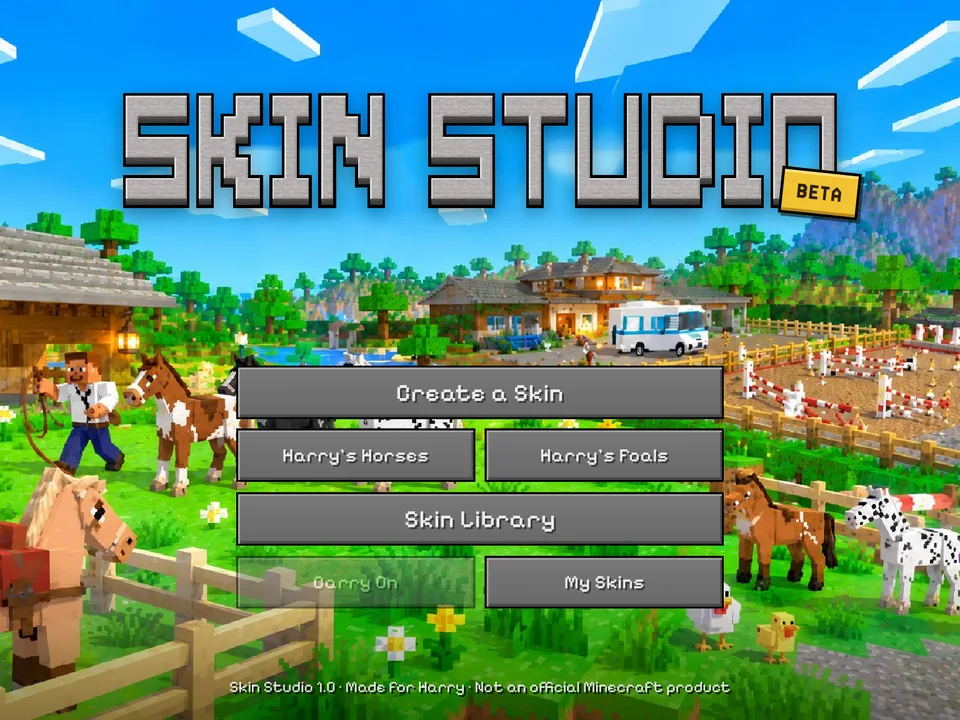 SKIN STUDIO
BETA
Create a Skin
Harry's Horses
Harry's Foals
Skin Library
Carry On
My Skins
Skin Studio 1.0 · Made for Harry · Not an official Minecraft product